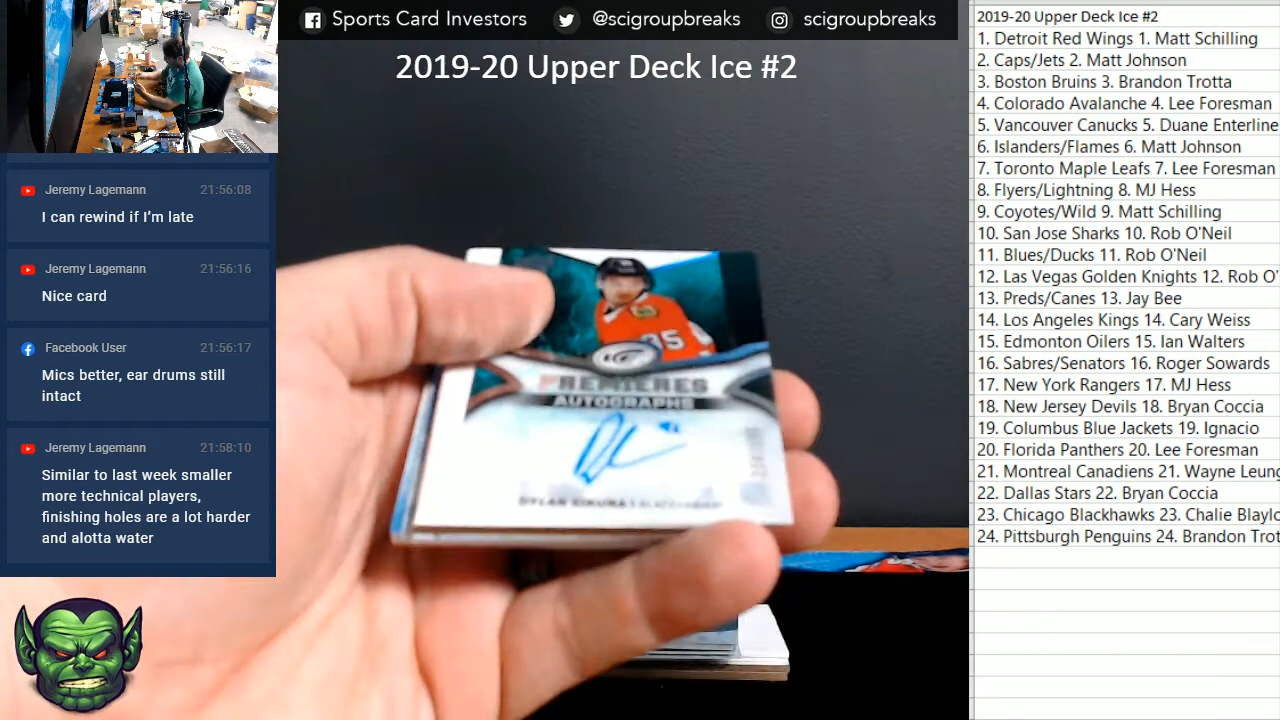 Sports Card Investors
@scigroupbreaks
scigroupbreaks
2019-20 Upper Deck Ice #2
Jeremy Lagemann 21:56:08
I can rewind if I'm late
Jeremy Lagemann 21:56:16
Nice card
Facebook User 21:56:17
Mics better, ear drums still
intact
Jeremy Lagemann 21:58:10
Similar to last week smaller
more technical players,
finishing holes are a lot harder
and alotta water
35
ICE
PREMIERES
AUTOGRAPHS
DYLAN SIKURA
2019-20 Upper Deck Ice #2
1. Detroit Red Wings 1. Matt Schilling
2. Caps/Jets 2. Matt Johnson
3. Boston Bruins 3. Brandon Trotta
4. Colorado Avalanche 4. Lee Foresman
5. Vancouver Canucks 5. Duane Enterline
6. Islanders/Flames 6. Matt Johnson
7. Toronto Maple Leafs 7. Lee Foresman
8. Flyers/Lightning 8. MJ Hess
9. Coyotes/Wild 9. Matt Schilling
10. San Jose Sharks 10. Rob O'Neil
11. Blues/Ducks 11. Rob O'Neil
12. Las Vegas Golden Knights 12. Rob O'
13. Preds/Canes 13. Jay Bee
14. Los Angeles Kings 14. Cary Weiss
15. Edmonton Oilers 15. Ian Walters
16. Sabres/Senators 16. Roger Sowards
17. New York Rangers 17. MJ Hess
18. New Jersey Devils 18. Bryan Coccia
19. Columbus Blue Jackets 19. Ignacio
20. Florida Panthers 20. Lee Foresman
21. Montreal Canadiens 21. Wayne Leung
22. Dallas Stars 22. Bryan Coccia
23. Chicago Blackhawks 23. Chalie Blaylo
24. Pittsburgh Penguins 24. Brandon Trot